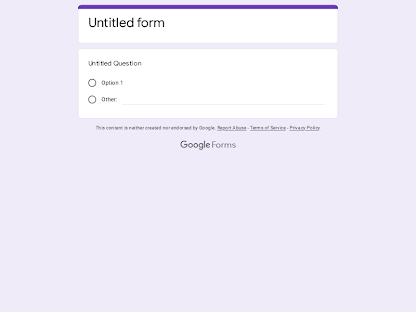 Untitled form
Untitled Question
Option 1
Other:
This content is neither created nor endorsed by Google. Report Abuse - Terms of Service - Privacy Policy
Google Forms